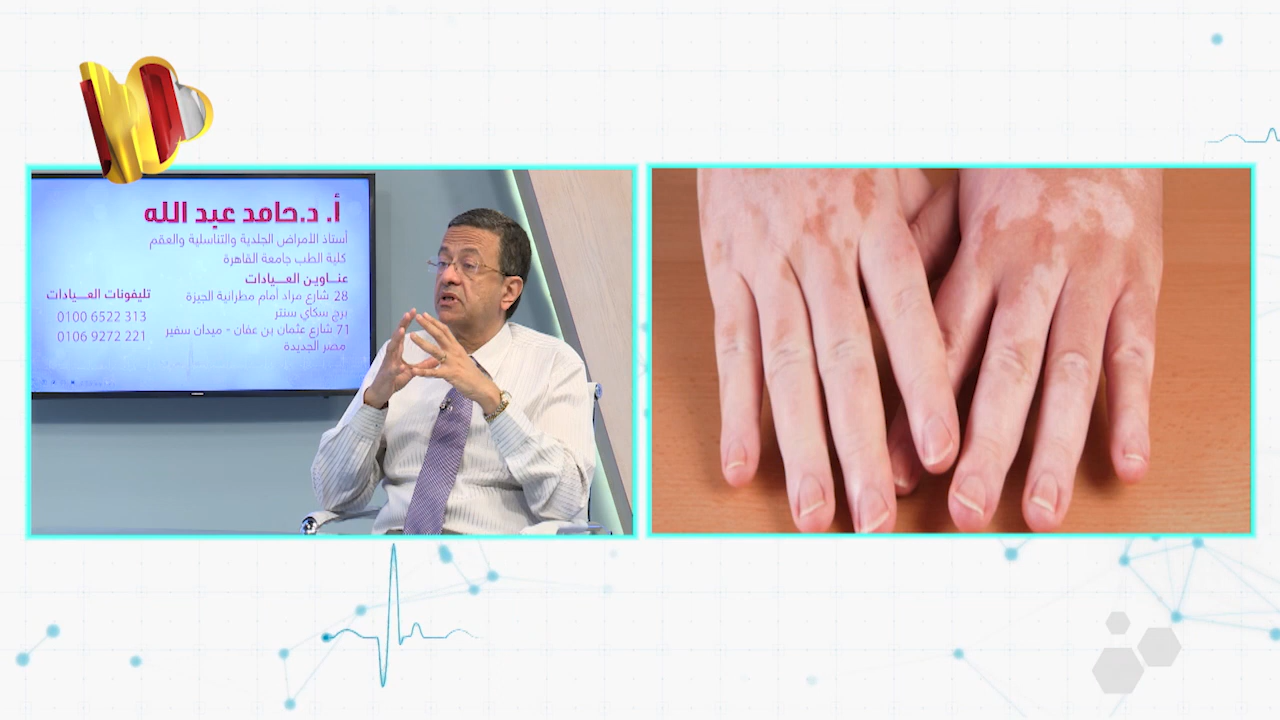 أ. د.حامد عبد الله
أستاذ الأمراض الجلدية والتناسلية والعقم
كلية الطب جامعة القاهرة
عناوين العيادات
28 شارع مراد أمام مطرانية الجيزة
برج سكاي سنتر
71 شارع عثمان بن عفان - ميدان سفير
مصر الجديدة
تليفونات العيادات
0100 6522 313
0106 9272 221